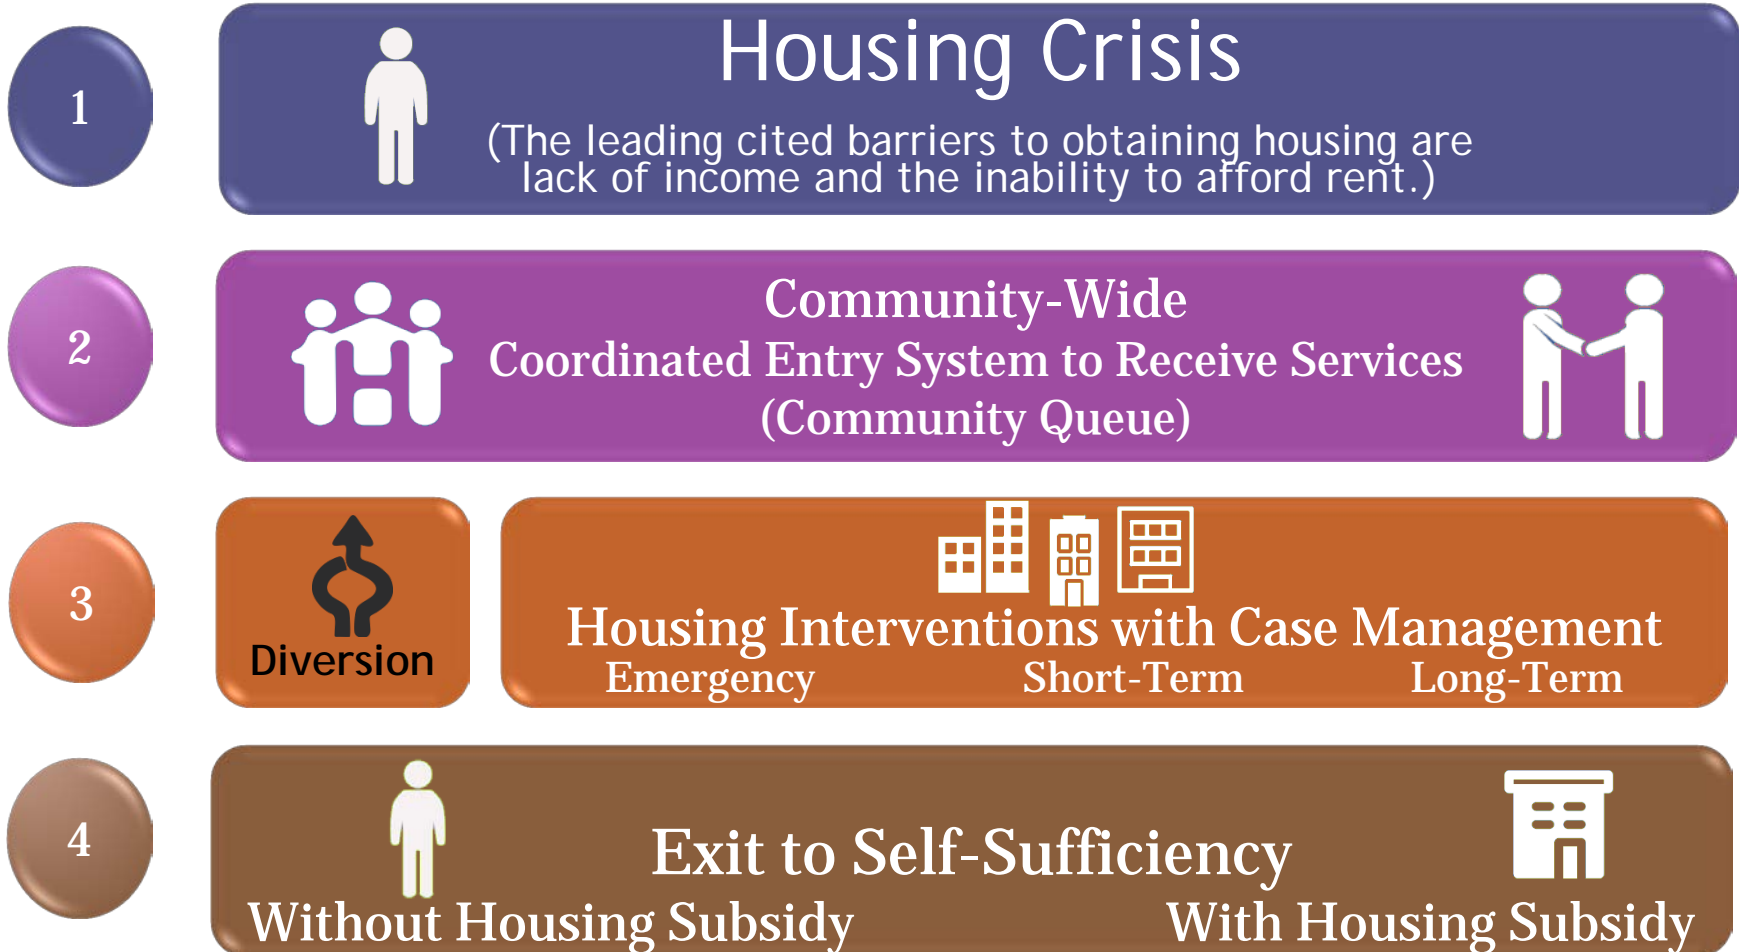 1
Housing Crisis
(The leading cited barriers to obtaining housing are
lack of income and the inability to afford rent.)
2
Community-Wide
Coordinated Entry System to Receive Services
(Community Queue)
3
Diversion
Housing Interventions with Case Management
Emergency Short-Term Long-Term
4
Exit to Self-Sufficiency
Without Housing Subsidy With Housing Subsidy